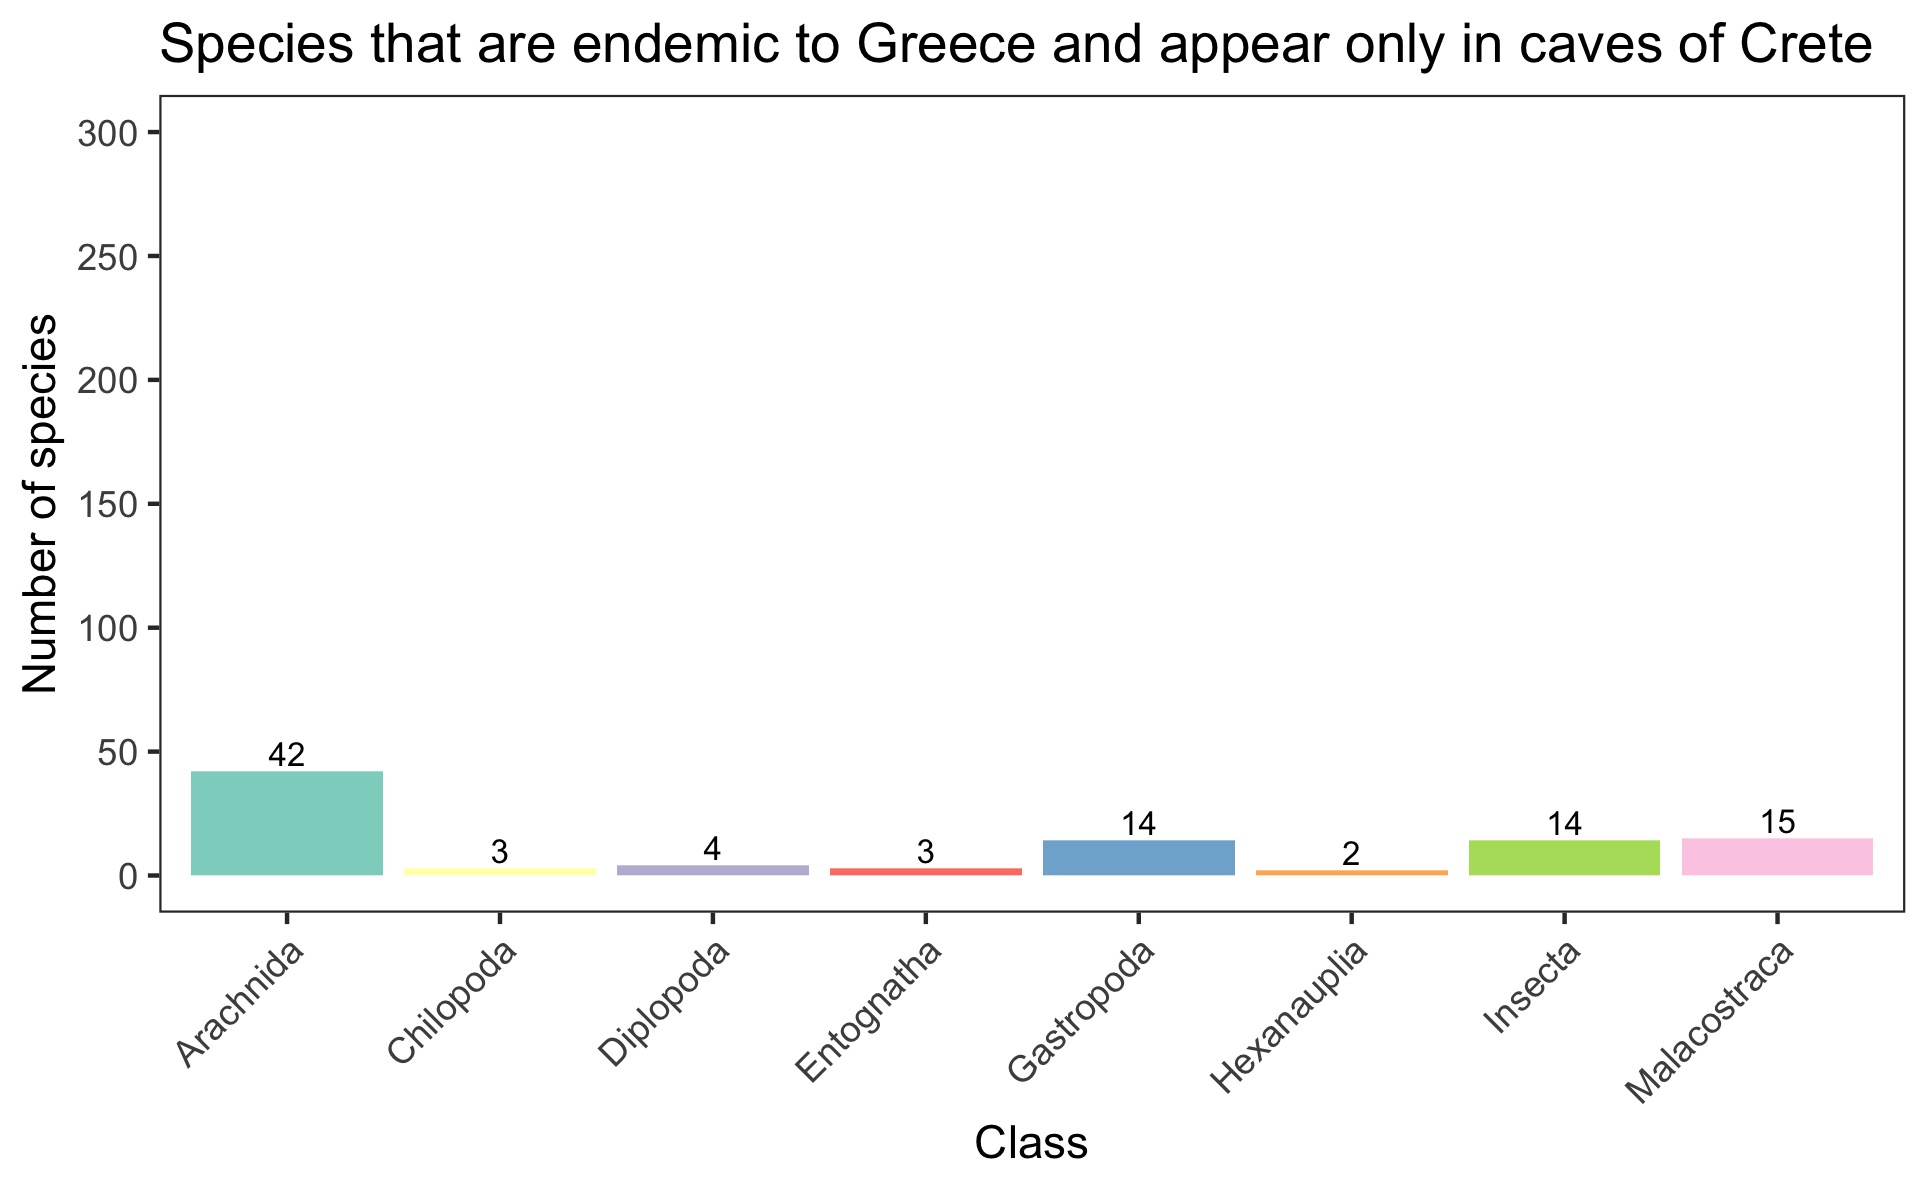 Species that are endemic to Greece and appear only in caves of Crete
Number of species
300
250
200
150
100
50
0
42
3
4
3
14
2
14
15
Arachnida
Chilopoda
Diplopoda
Entognatha
Gastropoda
Hexanauplia
Insecta
Malacostraca
Class